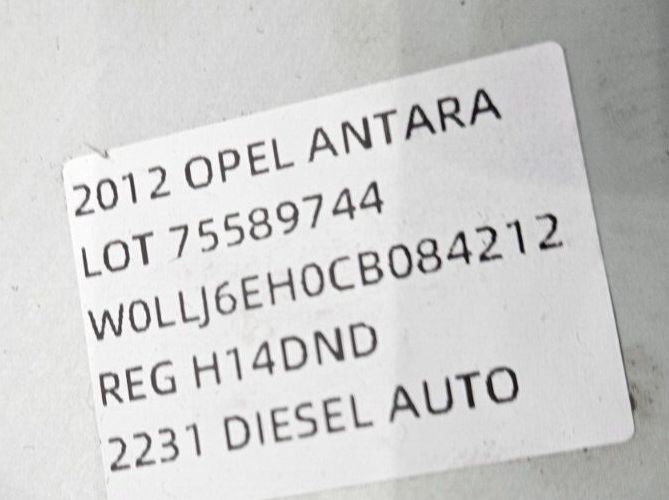 2012 OPEL ANTARA
LOT 75589744
W0LLJ6EH0CB084212
REG H14DND
2231 DIESEL AUTO